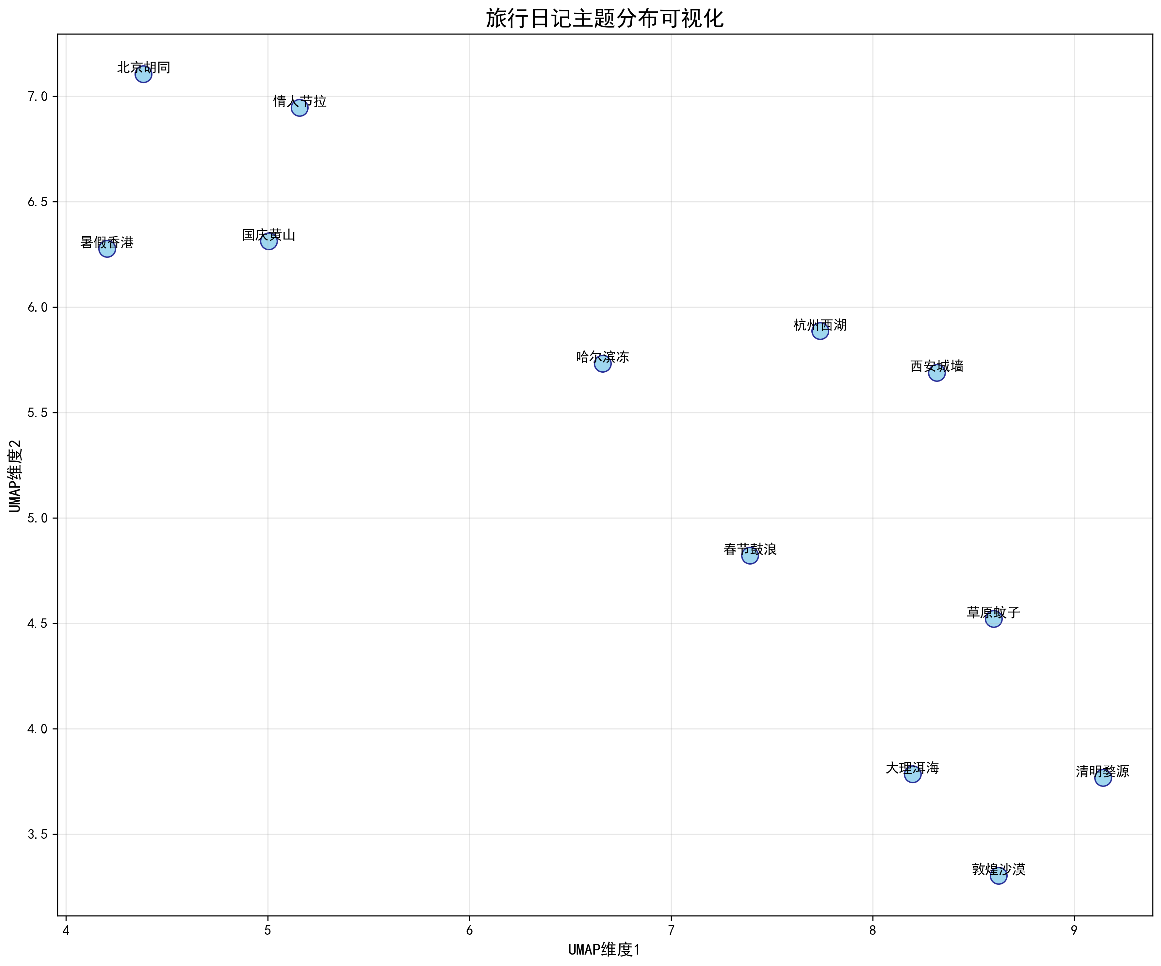 旅行日记主题分布可视化
北京胡同
情人节拉
暑假香港
国庆黄山
杭州西湖
哈尔滨冻
西安城墙
春节鼓浪
草原蚊子
大理洱海
清明婺源
敦煌沙漠
7.0
6.5
6.0
5.5
5.0
4.5
4.0
3.5
UMAP维度2
4 5 6 7 8 9
UMAP维度1